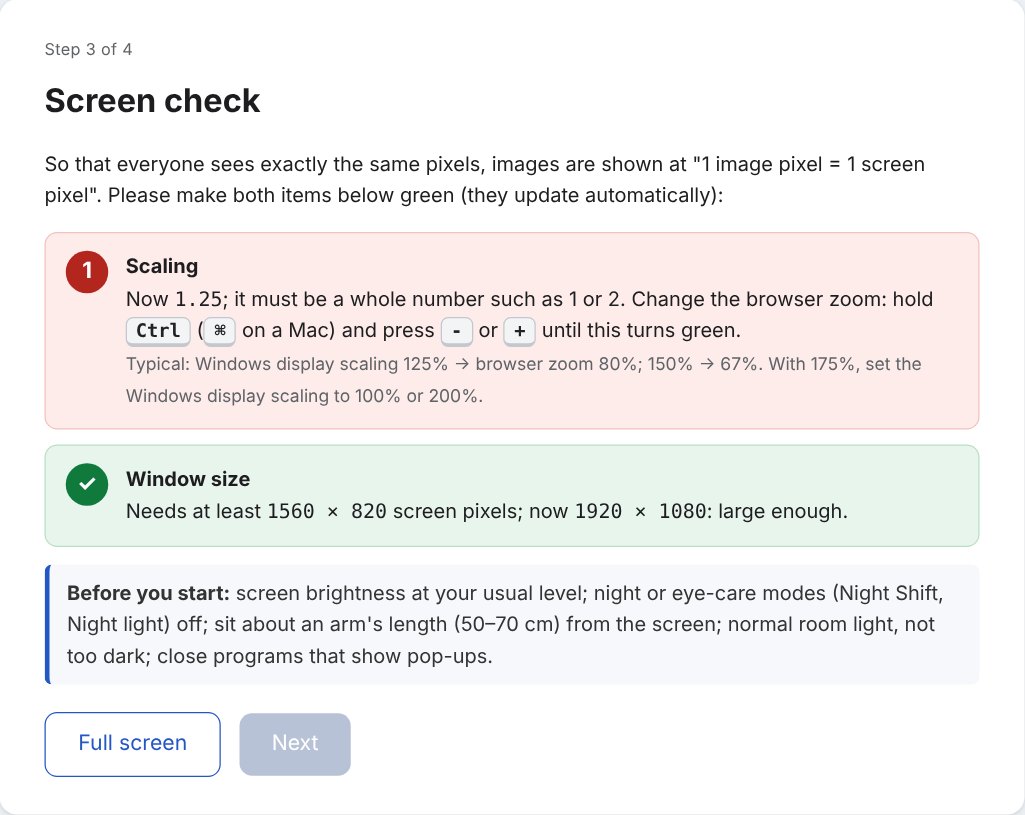 Step 3 of 4
Screen check
So that everyone sees exactly the same pixels, images are shown at "1 image pixel = 1 screen
pixel". Please make both items below green (they update automatically):
1
Scaling
Now 1.25; it must be a whole number such as 1 or 2. Change the browser zoom: hold
Ctrl (⌘ on a Mac) and press - or + until this turns green.
Typical: Windows display scaling 125% → browser zoom 80%; 150% → 67%. With 175%, set the
Windows display scaling to 100% or 200%.
Window size
Needs at least 1560 × 820 screen pixels; now 1920 × 1080: large enough.
Before you start: screen brightness at your usual level; night or eye-care modes (Night Shift,
Night light) off; sit about an arm's length (50–70 cm) from the screen; normal room light, not
too dark; close programs that show pop-ups.
Full screen
Next